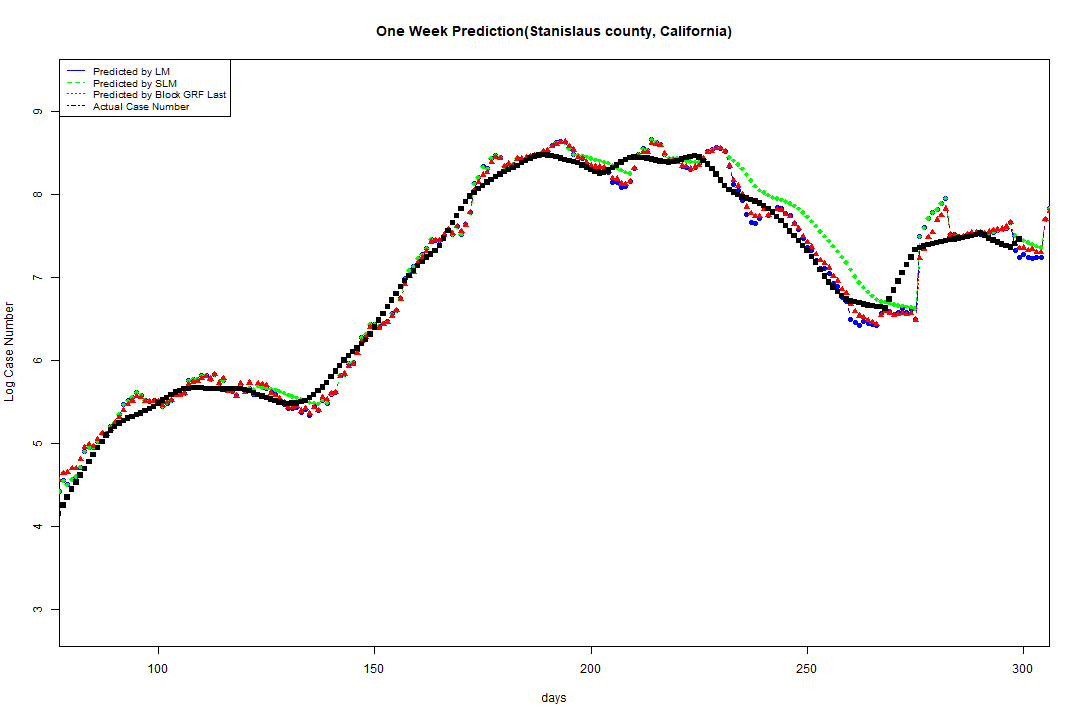 One Week Prediction(Stanislaus county, California)
Predicted by LM
Predicted by SLM
Predicted by Block GRF Last
Actual Case Number
9
8
7
6
5
4
3
Log Case Number
100 150 200 250 300
days